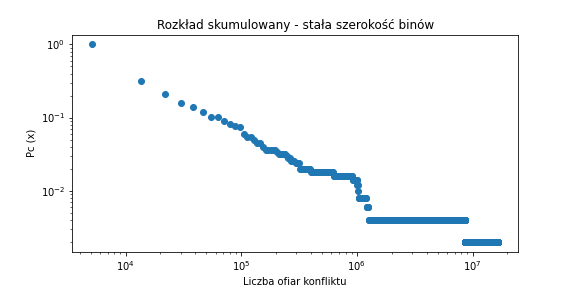 Rozkład skumulowany - stała szerokość binów
Pc (x)
10⁰
10⁻¹
10⁻²
10⁴ 10⁵ 10⁶ 10⁷
Liczba ofiar konfliktu